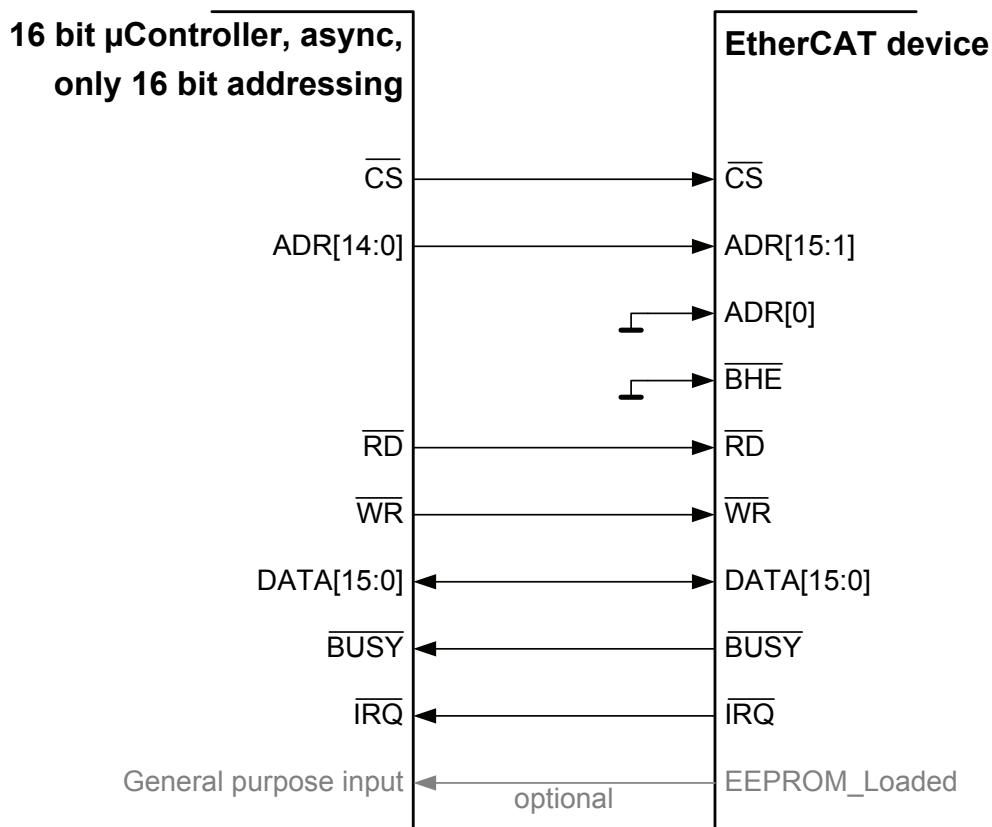 16 bit µController, async,
only 16 bit addressing
EtherCAT device
CS
CS
ADR[14:0]
ADR[15:1]
ADR[0]
BHE
RD
RD
WR
WR
DATA[15:0]
DATA[15:0]
BUSY
BUSY
IRQ
IRQ
General purpose input
optional
EEPROM_Loaded